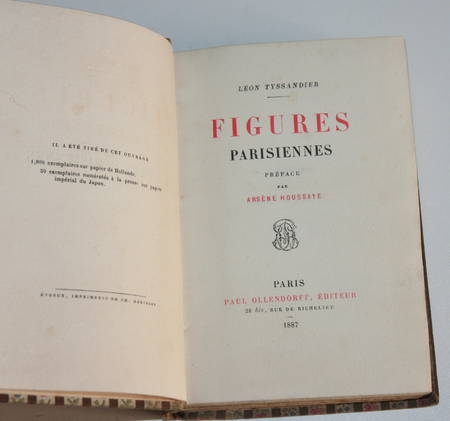 IL A ÉTÉ TIRÉ DE CET OUVRAGE
1,000 exemplaires sur papier de Hollande.
20 exemplaires numérotés à la presse sur papier
impérial du Japon.
ÉVREUX, IMPRIMERIE DE CH. HÉRISSEY
LÉON TYSSANDIER
FIGURES
PARISIENNES
PRÉFACE
PAR
ARSÈNE HOUSSAYE
PARIS
PAUL OLLENDORFF, ÉDITEUR
28 bis, RUE DE RICHELIEU
1887